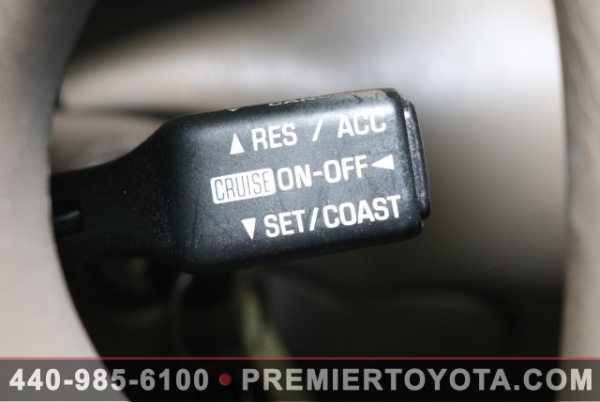 ▲ RES / ACC
CRUISE ON-OFF ◄
▼ SET/COAST
440-985-6100 • PREMIERTOYOTA.COM